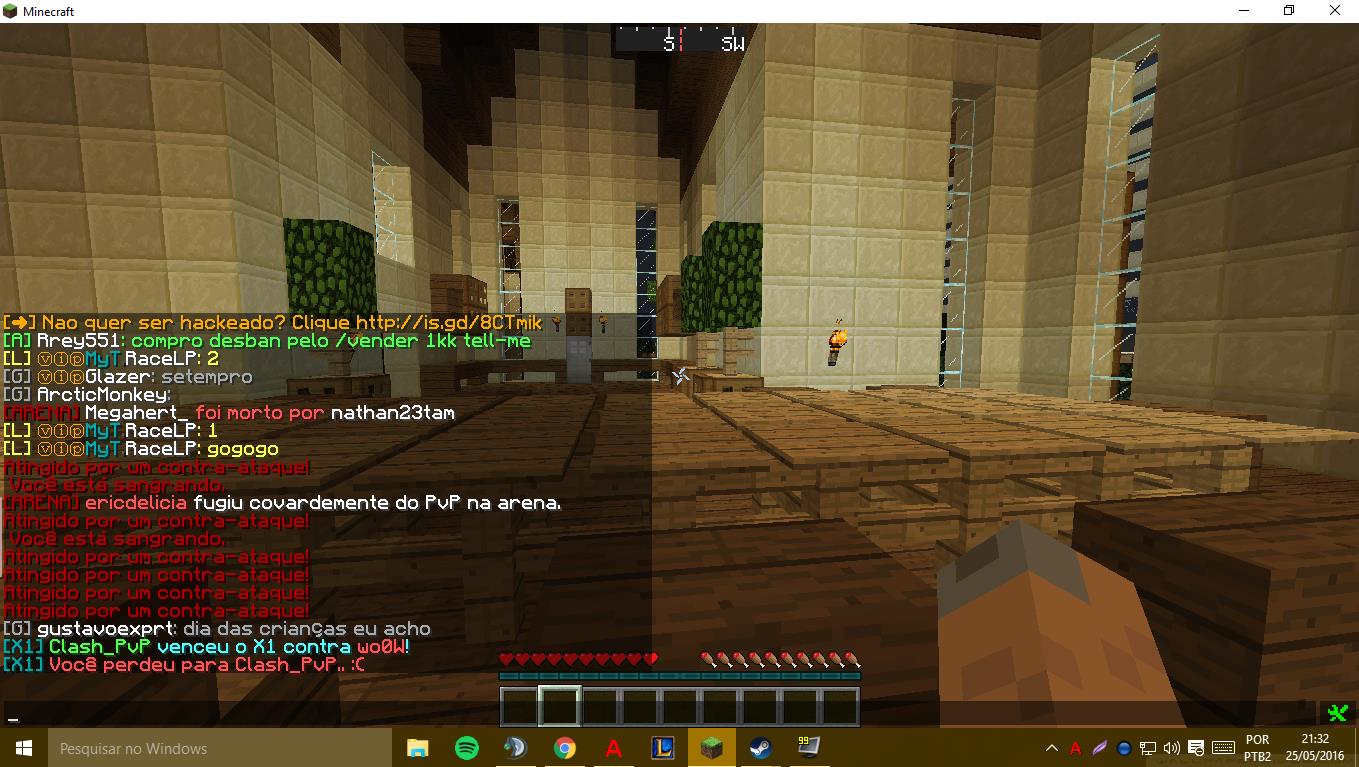 Minecraft
S SW
[➜] Nao quer ser hackeado? Clique http://is.gd/8CTmik
[A] Arey551: compro desban pelo /vender 1kk tell-me
[L] ⓥⓘⓟMyT.RaceLP: 2
[G] ⓥⓘⓟGlazer: setempro
[G] ArcticMonkey:
[ARENA] Megahert_ foi morto por nathan23tam
[L] ⓥⓘⓟMyT.RaceLP: 1
[L] ⓥⓘⓟMyT.RaceLP: gogogo
Atingido por um contra-ataque!
Você está sangrando.
[ARENA] ericdelicia fugiu covardemente do PvP na arena.
Atingido por um contra-ataque!
Você está sangrando.
Atingido por um contra-ataque!
Atingido por um contra-ataque!
Atingido por um contra-ataque!
Atingido por um contra-ataque!
[G] gustavoexprt: dia das crianças eu acho
[X1] Clash_PvP venceu o X1 contra wo0W!
[X1] Você perdeu para Clash_PvP.. :C
_
Pesquisar no Windows
99
POR
PTB2
21:32
25/05/2016